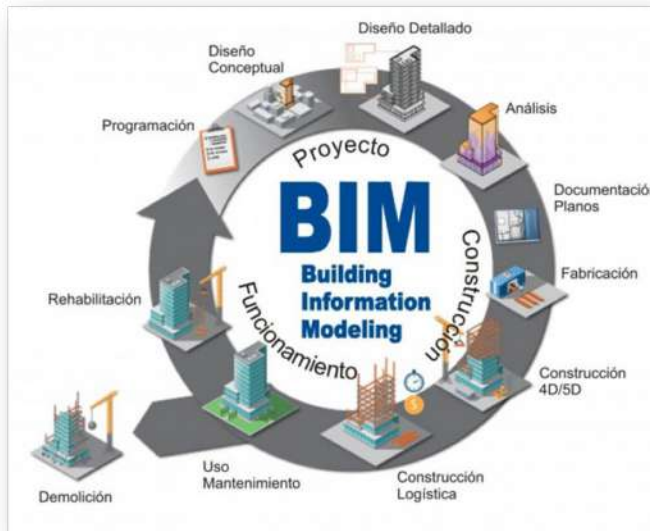 Diseño Detallado
Diseño
Conceptual
Programación
Análisis
Documentació
Planos
Fabricación
Construcción
4D/5D
Construcción
Logística
Uso
Mantenimiento
Demolición
Rehabilitación
Proyecto
Construcción
Funcionamiento
BIM
Building
Information
Modeling
$